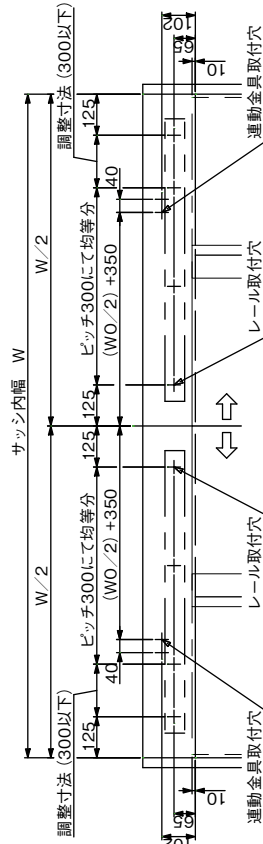 サッシ内幅 W
W/2
W/2
調整寸法(300以下)
ピッチ300にて均等分
125
125
ピッチ300にて均等分
調整寸法(300以下)
125
(WO/2)+350
(WO/2)+350
125
40
40
102
65
10
102
65
10
連動金具取付穴
レール取付穴
レール取付穴
連動金具取付穴